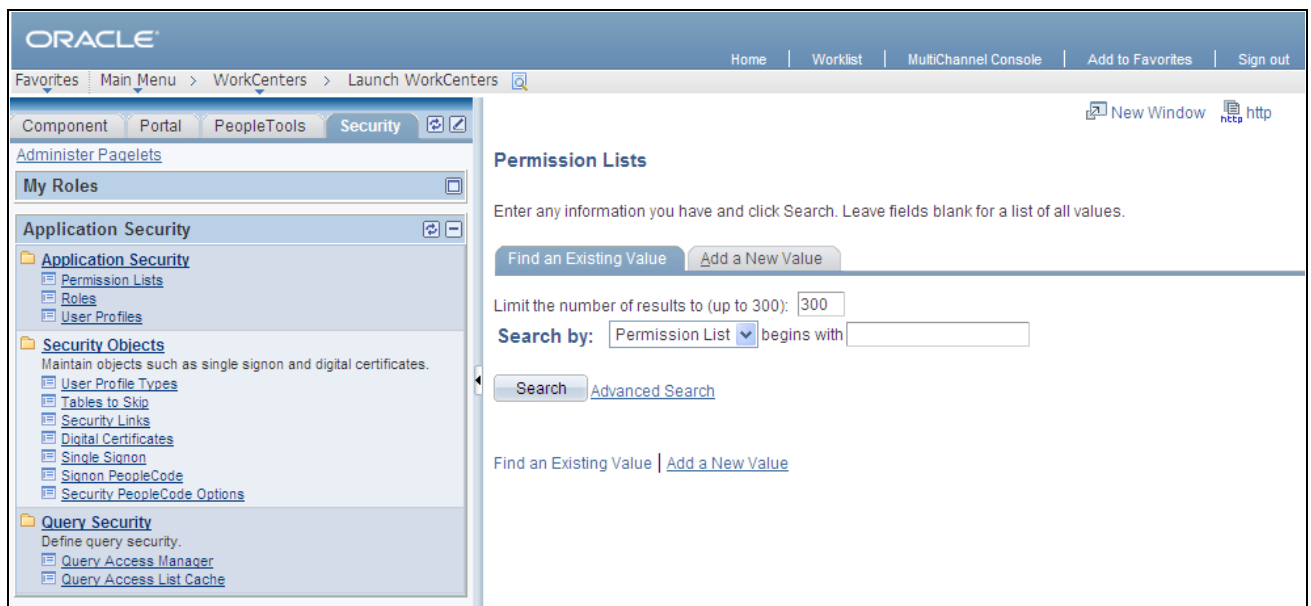 ORACLE
Home | Worklist | MultiChannel Console | Add to Favorites | Sign out
Favorites Main Menu > WorkCenters > Launch WorkCenters
Component Portal PeopleTools Security
Administer Pagelets
My Roles
Application Security
Application Security
Permission Lists
Roles
User Profiles
Security Objects
Maintain objects such as single signon and digital certificates.
User Profile Types
Tables to Skip
Security Links
Digital Certificates
Single Signon
Signon PeopleCode
Security PeopleCode Options
Query Security
Define query security.
Query Access Manager
Query Access List Cache
New Window http http
Permission Lists
Enter any information you have and click Search. Leave fields blank for a list of all values.
Find an Existing Value Add a New Value
Limit the number of results to (up to 300): 300
Search by: Permission List begins with
Search Advanced Search
Find an Existing Value | Add a New Value